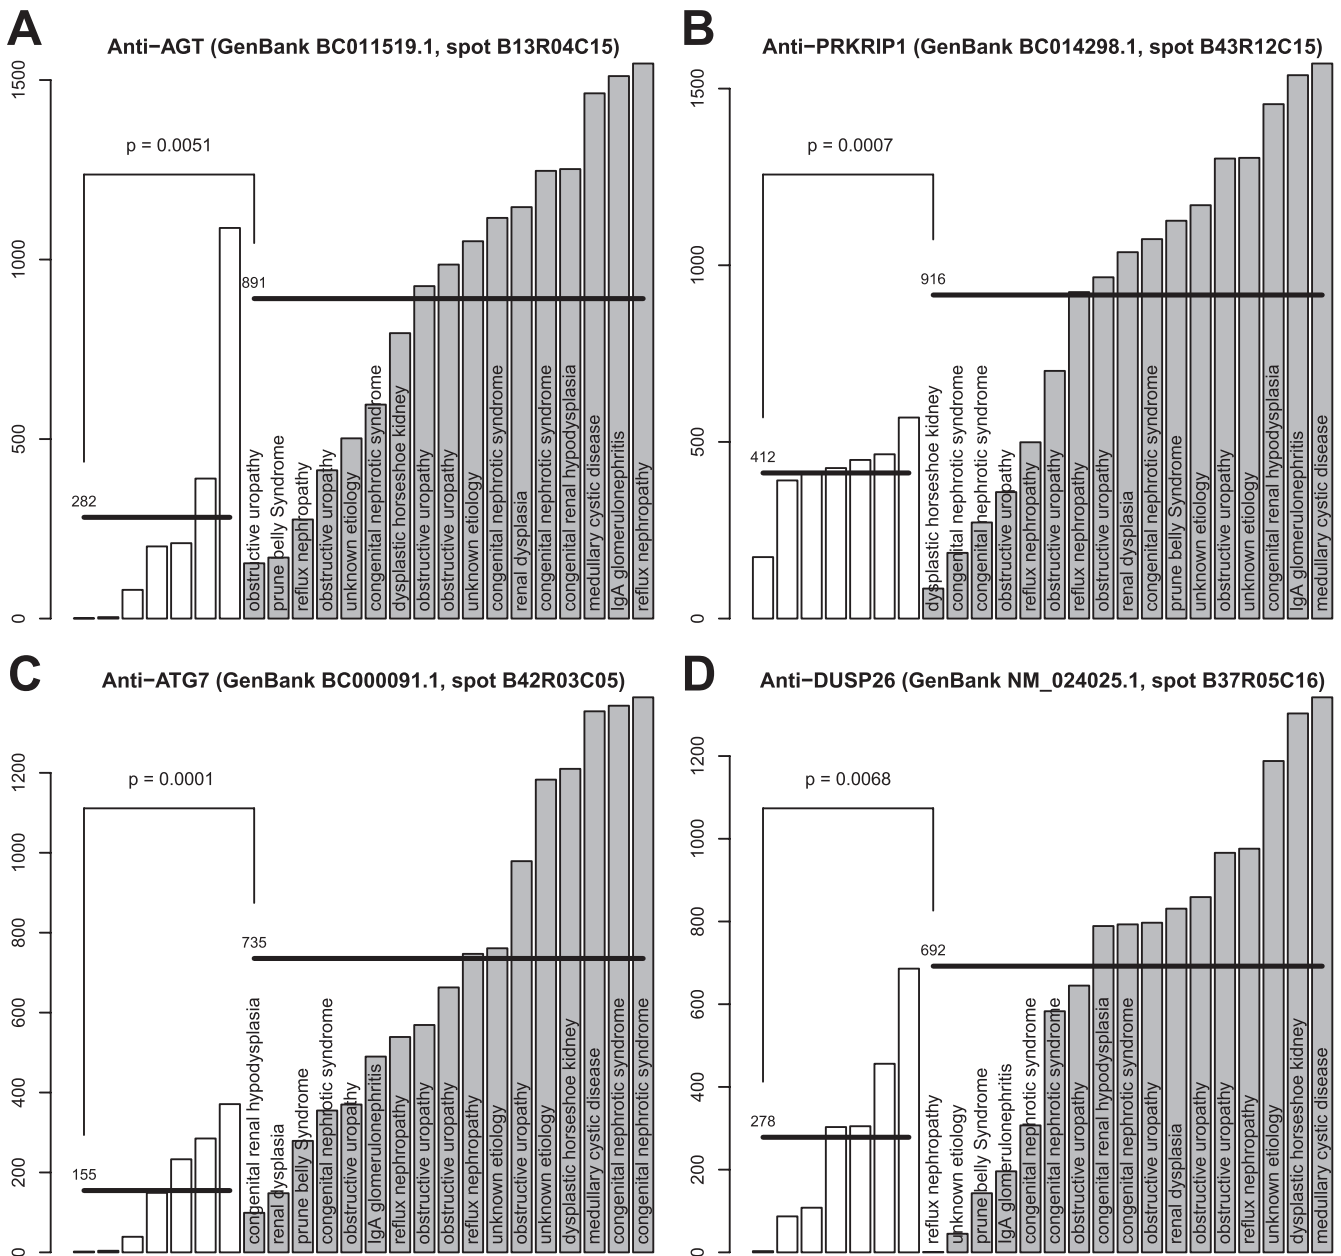 A
Anti−AGT (GenBank BC011519.1, spot B13R04C15)
1500
1000
500
0
p = 0.0051
282
891
obstructive uropathy
prune belly Syndrome
reflux nephropathy
obstructive uropathy
unknown etiology
congenital nephrotic syndrome
dysplastic horseshoe kidney
obstructive uropathy
obstructive uropathy
unknown etiology
congenital nephrotic syndrome
renal dysplasia
congenital nephrotic syndrome
congenital renal hypodysplasia
medullary cystic disease
IgA glomerulonephritis
reflux nephropathy
B
Anti−PRKRIP1 (GenBank BC014298.1, spot B43R12C15)
1500
1000
500
0
p = 0.0007
412
916
dysplastic horseshoe kidney
congenital nephrotic syndrome
congenital nephrotic syndrome
obstructive uropathy
reflux nephropathy
obstructive uropathy
reflux nephropathy
obstructive uropathy
renal dysplasia
congenital nephrotic syndrome
prune belly Syndrome
unknown etiology
obstructive uropathy
unknown etiology
congenital renal hypodysplasia
IgA glomerulonephritis
medullary cystic disease
C
Anti−ATG7 (GenBank BC000091.1, spot B42R03C05)
1200
1000
800
600
400
200
0
p = 0.0001
155
735
congenital renal hypodysplasia
renal dysplasia
prune belly Syndrome
congenital nephrotic syndrome
obstructive uropathy
IgA glomerulonephritis
reflux nephropathy
obstructive uropathy
obstructive uropathy
reflux nephropathy
unknown etiology
obstructive uropathy
unknown etiology
dysplastic horseshoe kidney
medullary cystic disease
congenital nephrotic syndrome
congenital nephrotic syndrome
D
Anti−DUSP26 (GenBank NM_024025.1, spot B37R05C16)
1200
1000
800
600
400
200
0
p = 0.0068
278
692
reflux nephropathy
unknown etiology
prune belly Syndrome
IgA glomerulonephritis
congenital nephrotic syndrome
congenital nephrotic syndrome
obstructive uropathy
congenital renal hypodysplasia
congenital nephrotic syndrome
obstructive uropathy
renal dysplasia
obstructive uropathy
obstructive uropathy
reflux nephropathy
unknown etiology
dysplastic horseshoe kidney
medullary cystic disease